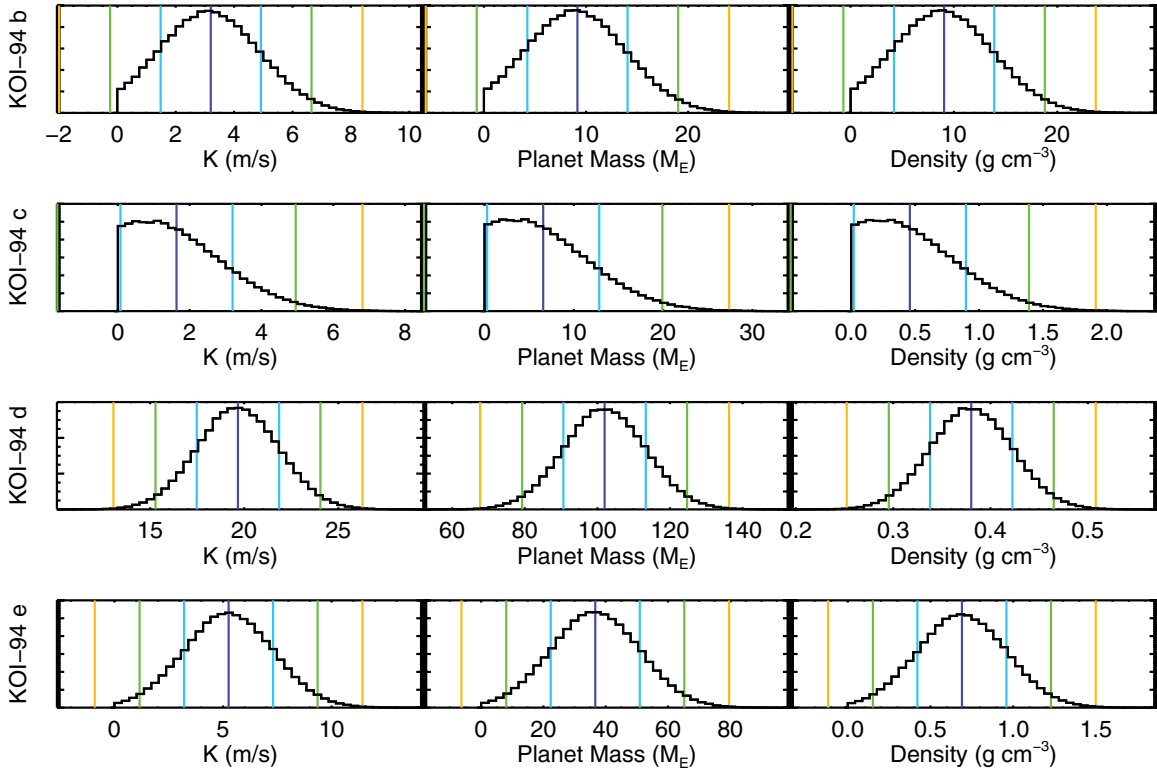 KOI−94 b
−2 0 2 4 6 8 10
0 10 20
0 10 20
K (m/s)
Planet Mass (M_E)
Density (g cm⁻³)
KOI−94 c
0 2 4 6 8
0 10 20 30
0.0 0.5 1.0 1.5 2.0
K (m/s)
Planet Mass (M_E)
Density (g cm⁻³)
KOI−94 d
15 20 25
60 80 100 120 140
0.2 0.3 0.4 0.5
K (m/s)
Planet Mass (M_E)
Density (g cm⁻³)
KOI−94 e
0 5 10
0 20 40 60 80
0.0 0.5 1.0 1.5
K (m/s)
Planet Mass (M_E)
Density (g cm⁻³)